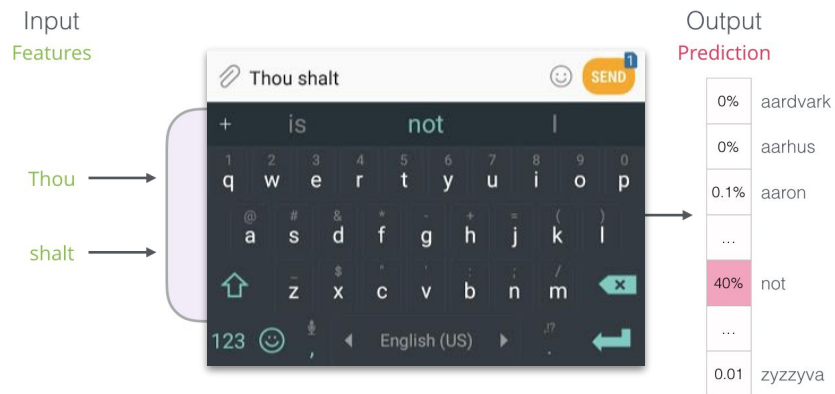 Input
Features
Output
Prediction
Thou shalt
1
SEND
+ is not I
1 2 3 4 5 6 7 8 9 0
q w e r t y u i o p
@ # & * - + = ( )
a s d f g h j k l
_ $ " ' : ; /
z x c v b n m
123 , English (US) ,!? .
Thou
shalt
0% aardvark
0% aarhus
0.1% aaron
...
40% not
...
0.01 zyzzyva